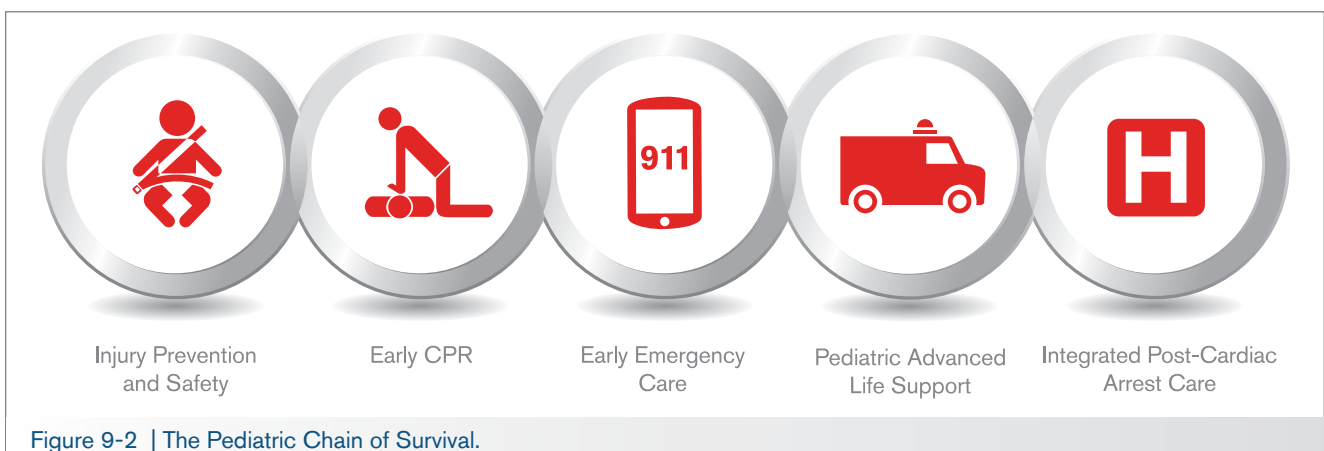 911
H
Injury Prevention
and Safety
Early CPR
Early Emergency
Care
Pediatric Advanced
Life Support
Integrated Post-Cardiac
Arrest Care
Figure 9-2 | The Pediatric Chain of Survival.